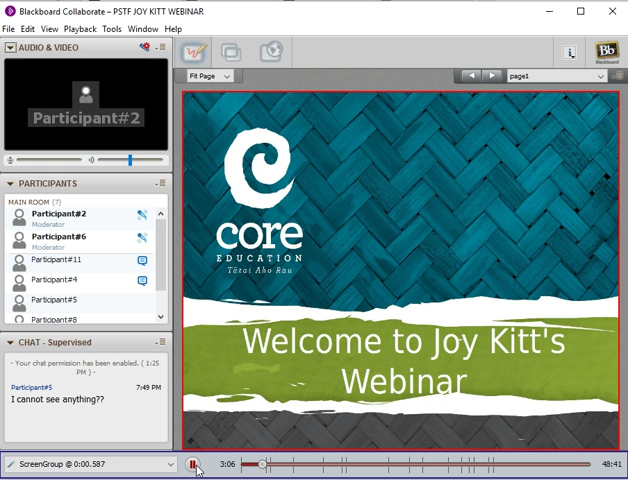 Blackboard Collaborate – PSTF JOY KITT WEBINAR
File Edit View Playback Tools Window Help
AUDIO & VIDEO
Participant#2
Fit Page
page1
Bb
Blackboard
PARTICIPANTS
MAIN ROOM (7)
Participant#2
Moderator
Participant#6
Moderator
Participant#11
Participant#4
Participant#5
Participant#8
CHAT - Supervised
- Your chat permission has been enabled. ( 1:25
PM ) -
Participant#5 7:49 PM
I cannot see anything??
core
EDUCATION
Tātai Aho Rau
Welcome to Joy Kitt's
Webinar
ScreenGroup @ 0:00.587
3:06
48:41